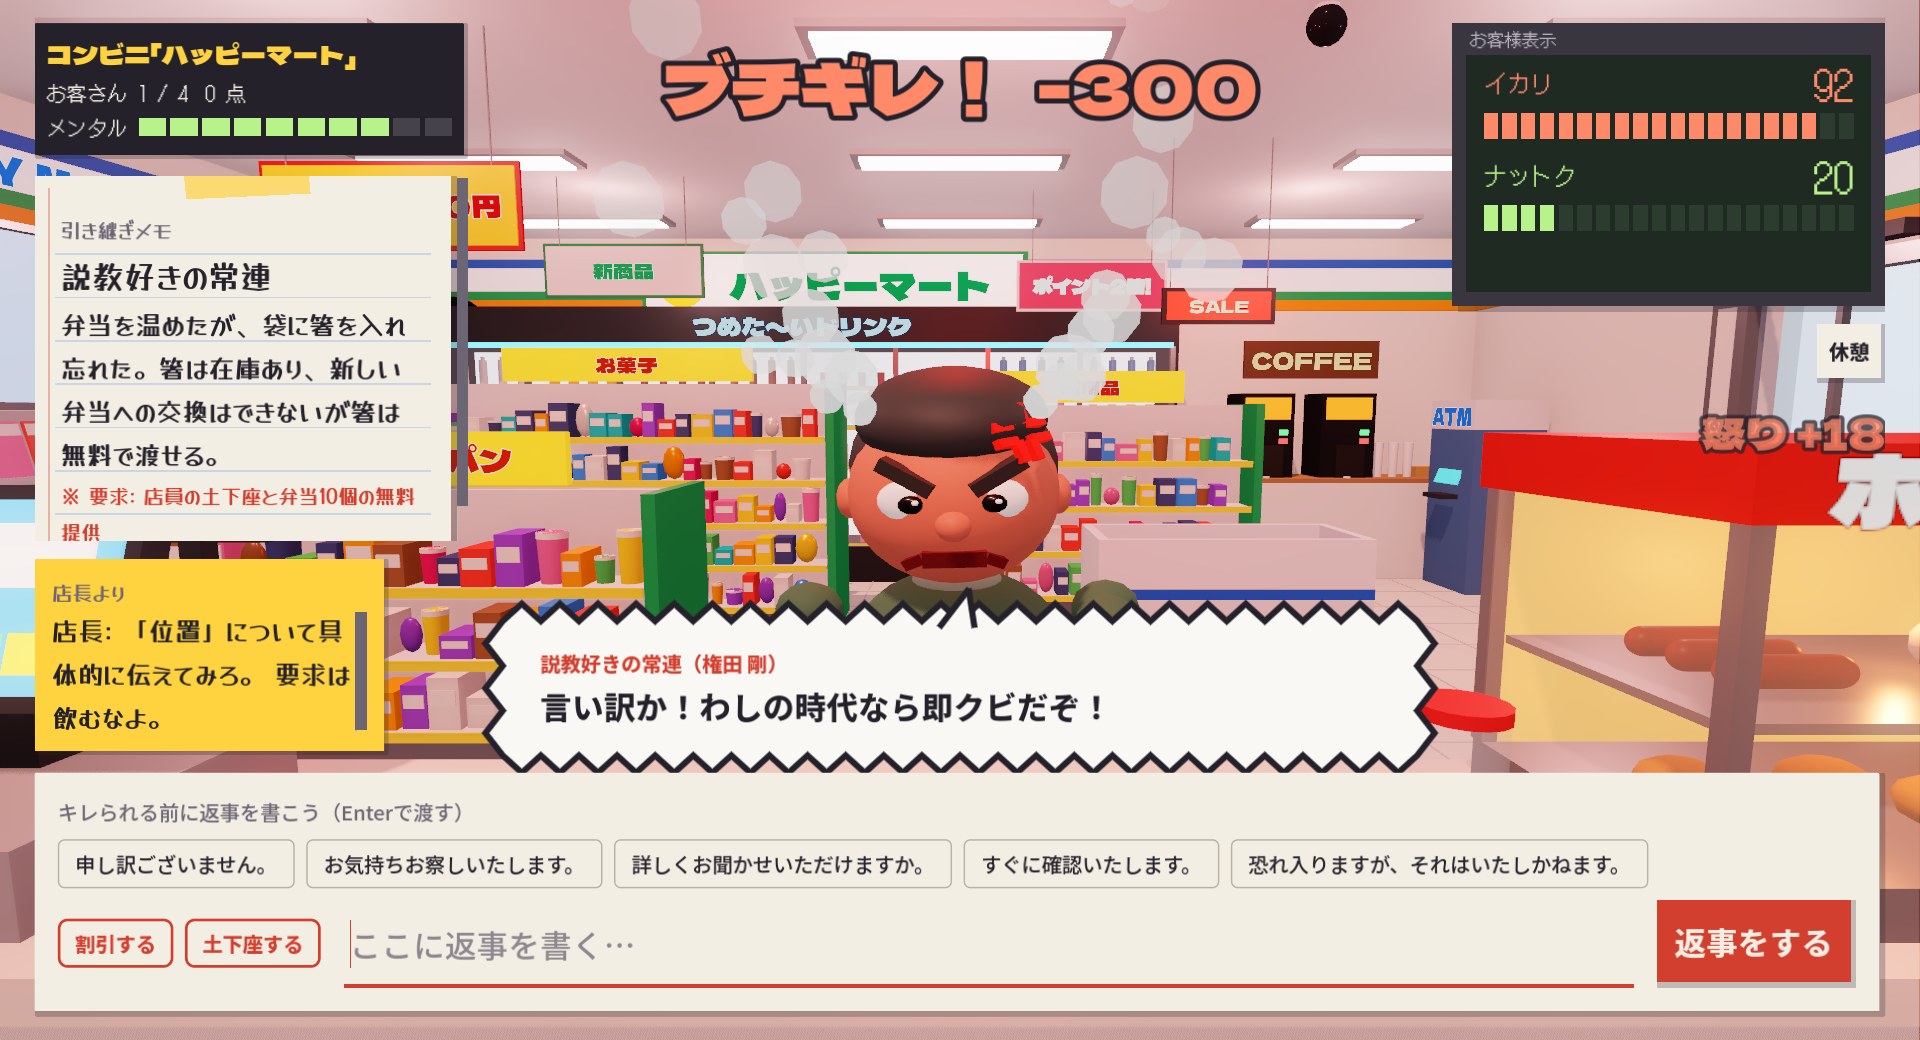 コンビニ「ハッピーマート」
お客さん 1/4 0点
メンタル
ブチギレ! -300
お客様表示
イカリ 92
ナットク 20
引き継ぎメモ
説教好きの常連
弁当を温めたが、袋に箸を入れ
忘れた。箸は在庫あり、新しい
弁当への交換はできないが箸は
無料で渡せる。
※ 要求: 店員の土下座と弁当10個の無料
提供
店長より
店長: 「位置」について具
体的に伝えてみろ。 要求は
飲むなよ。
円
新商品
ハッピーマート
SALE
つめた〜いドリンク
お菓子
品
パン
COFFEE
ATM
休憩
怒り+18
ホ
説教好きの常連(権田 剛)
言い訳か!わしの時代なら即クビだぞ!
キレられる前に返事を書こう(Enterで渡す)
申し訳ございません。
お気持ちお察しいたします。
詳しくお聞かせいただけますか。
すぐに確認いたします。
恐れ入りますが、それはいたしかねます。
割引する
土下座する
ここに返事を書く…
返事をする